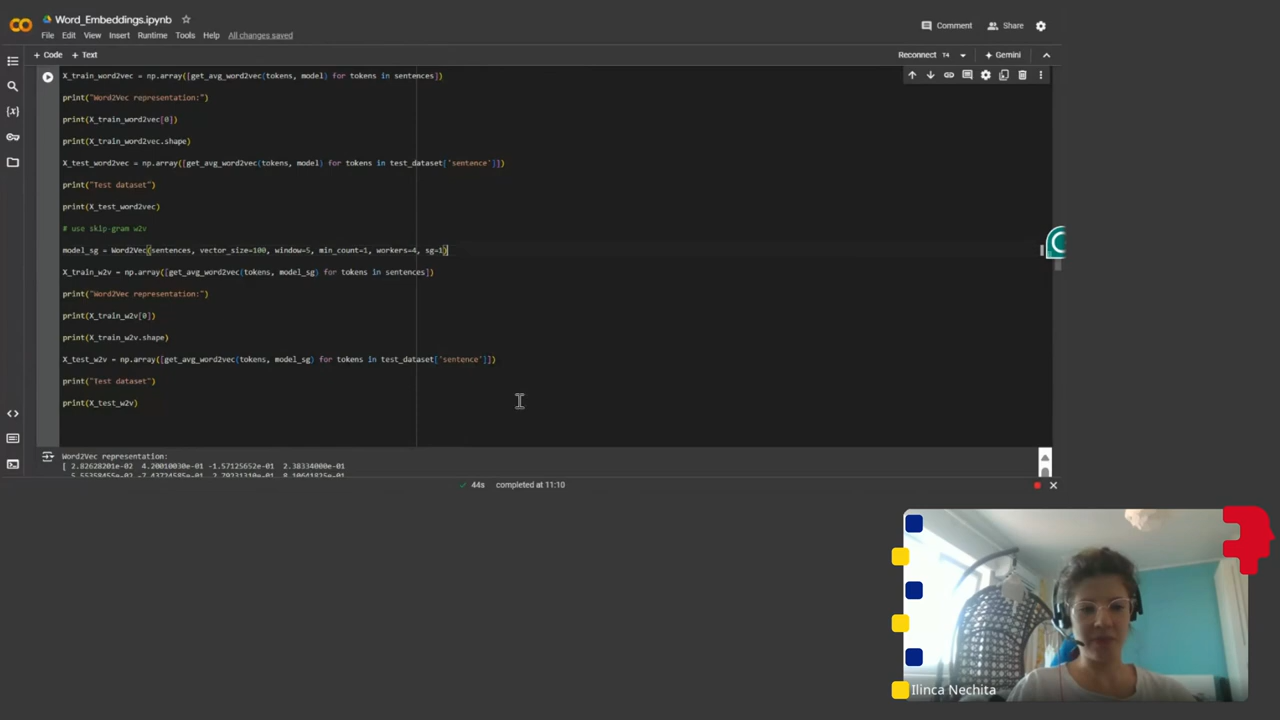 Word_Embeddings.ipynb
File Edit View Insert Runtime Tools Help All changes saved
Comment Share
+ Code + Text
Reconnect T4 Gemini
X_train_word2vec = np.array([get_avg_word2vec(tokens, model) for tokens in sentences])
print("Word2Vec representation:")
print(X_train_word2vec[0])
print(X_train_word2vec.shape)
X_test_word2vec = np.array([get_avg_word2vec(tokens, model) for tokens in test_dataset['sentence']])
print("Test dataset")
print(X_test_word2vec)
# use skip-gram w2v
model_sg = Word2Vec(sentences, vector_size=100, window=5, min_count=1, workers=4, sg=1)
X_train_w2v = np.array([get_avg_word2vec(tokens, model_sg) for tokens in sentences])
print("Word2Vec representation:")
print(X_train_w2v[0])
print(X_train_w2v.shape)
X_test_w2v = np.array([get_avg_word2vec(tokens, model_sg) for tokens in test_dataset['sentence']])
print("Test dataset")
print(X_test_w2v)
Word2Vec representation:
[ 2.82628201e-02 4.20010030e-01 -1.57125652e-01 2.38334000e-01
44s completed at 11:10
Ilinca Nechita